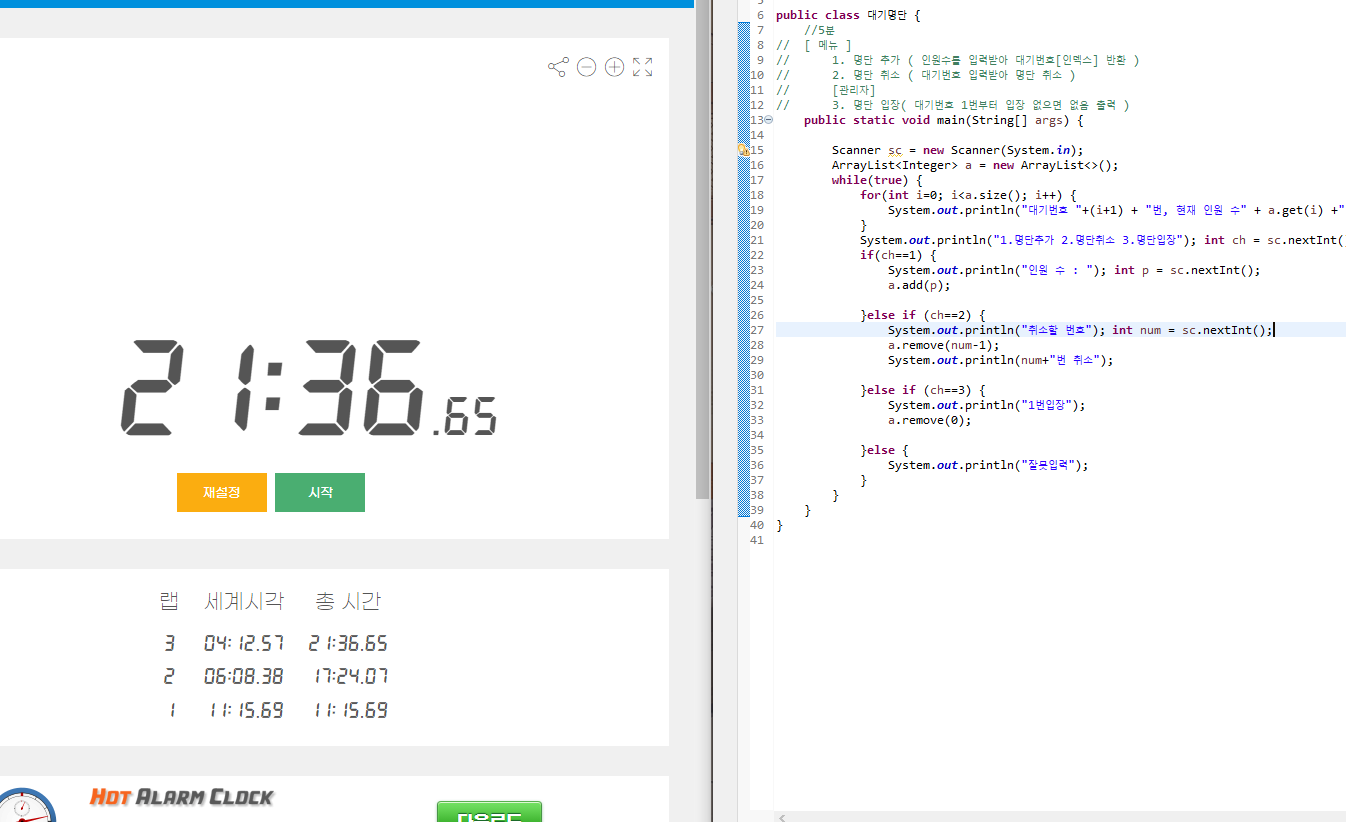 21:36.65
재설정
시작
랩 세계시각 총 시간
3 04:12.57 21:36.65
2 06:08.38 17:24.07
1 11:15.69 11:15.69
HOT ALARM CLOCK
다운로드
6 public class 대기명단 {
7 //5분
8 // [ 메뉴 ]
9 // 1. 명단 추가 ( 인원수를 입력받아 대기번호[인덱스] 반환 )
10 // 2. 명단 취소 ( 대기번호 입력받아 명단 취소 )
11 // [관리자]
12 // 3. 명단 입장( 대기번호 1번부터 입장 없으면 없음 출력 )
13 public static void main(String[] args) {
14
15 Scanner sc = new Scanner(System.in);
16 ArrayList<Integer> a = new ArrayList<>();
17 while(true) {
18 for(int i=0; i<a.size(); i++) {
19 System.out.println("대기번호 "+(i+1) + "번, 현재 인원 수" + a.get(i) +"
20 }
21 System.out.println("1.명단추가 2.명단취소 3.명단입장"); int ch = sc.nextInt(
22 if(ch==1) {
23 System.out.println("인원 수 : "); int p = sc.nextInt();
24 a.add(p);
25
26 }else if (ch==2) {
27 System.out.println("취소할 번호"); int num = sc.nextInt();
28 a.remove(num-1);
29 System.out.println(num+"번 취소");
30
31 }else if (ch==3) {
32 System.out.println("1번입장");
33 a.remove(0);
34
35 }else {
36 System.out.println("잘못입력");
37 }
38 }
39 }
40 }
41